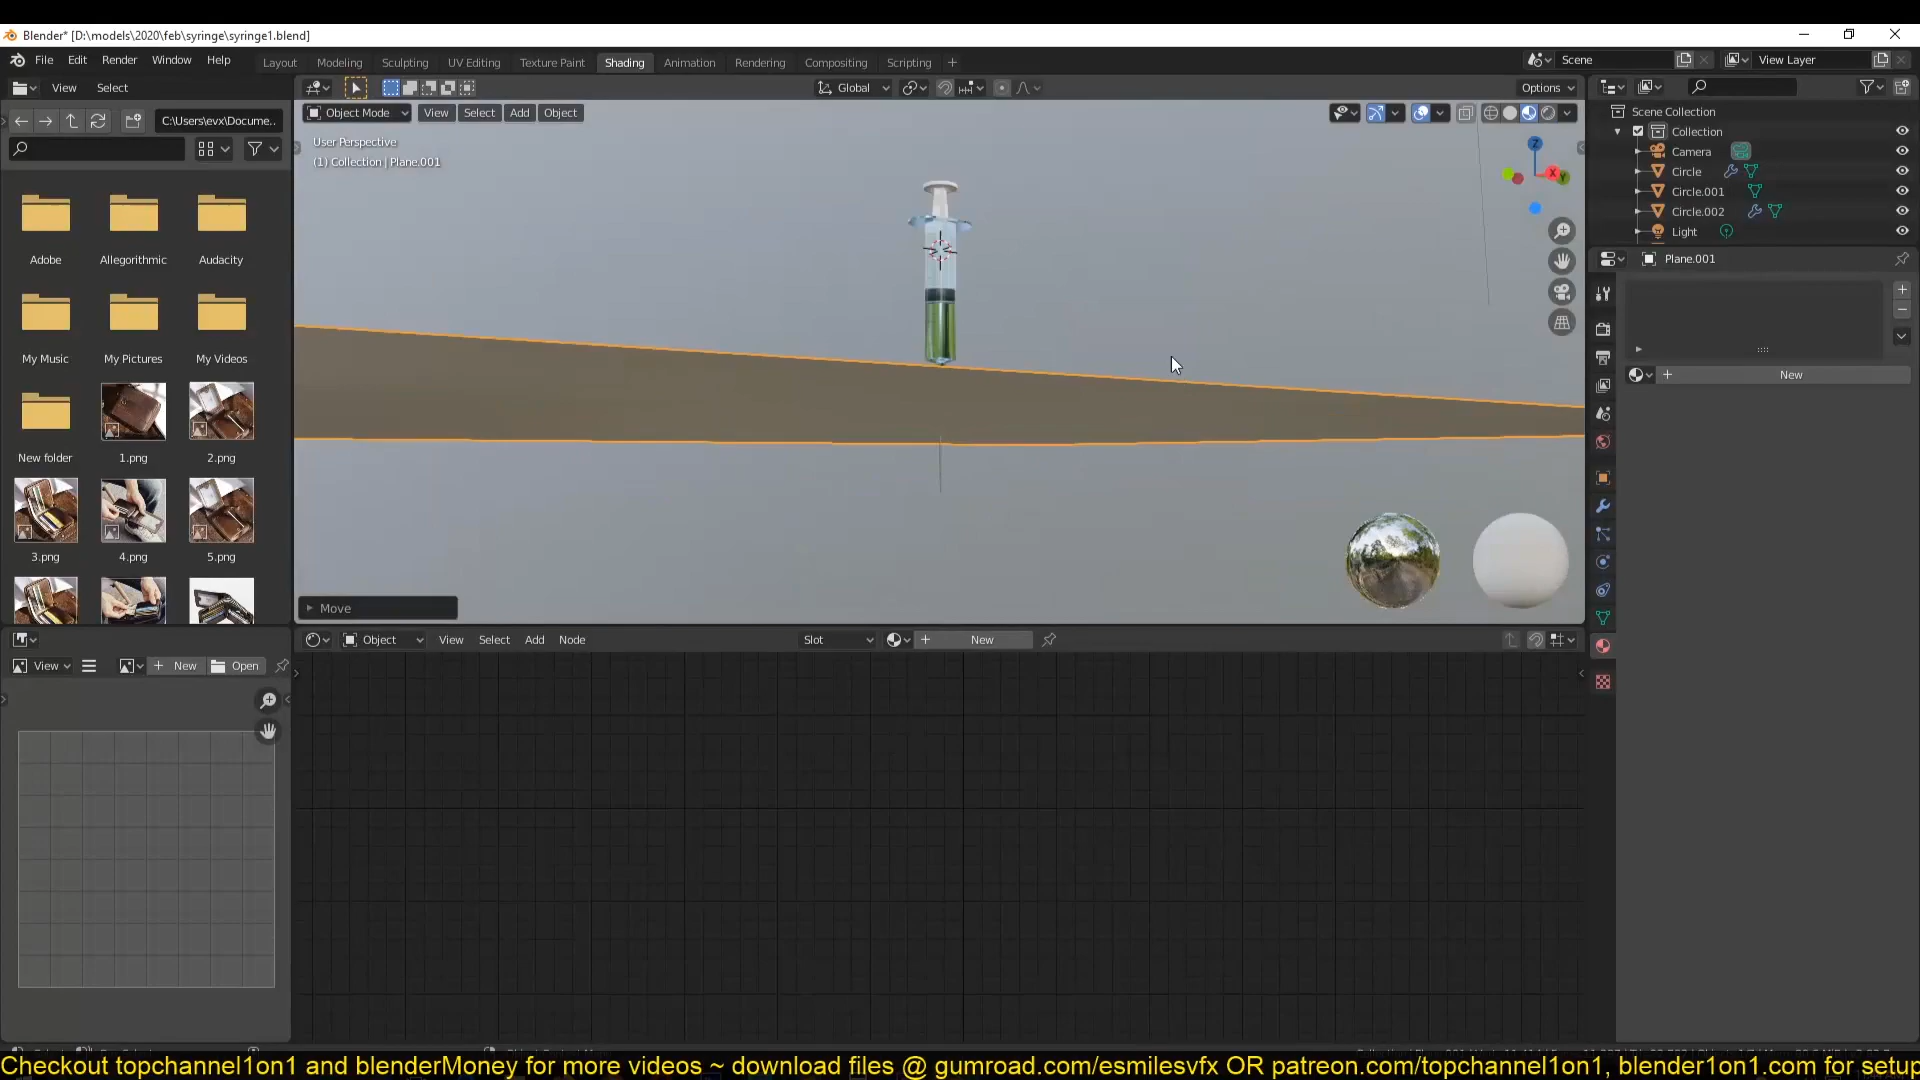 Blender* [D:\models\2020\feb\syringe\syringe1.blend]
File Edit Render Window Help
Layout Modeling Sculpting UV Editing Texture Paint Shading Animation Rendering Compositing Scripting +
Scene
View Layer
View Select
Global
Options
C:\Users\evx\Docume..
Object Mode View Select Add Object
User Perspective
(1) Collection | Plane.001
Z
X
Y
Scene Collection
Collection
Camera
Circle
Circle.001
Circle.002
Light
Plane.001
New
Adobe Allegorithmic Audacity
My Music My Pictures My Videos
New folder 1.png 2.png
3.png 4.png 5.png
Move
Object View Select Add Node
Slot
New
View
New Open
Checkout topchannel1on1 and blenderMoney for more videos ~ download files @ gumroad.com/esmilesvfx OR patreon.com/topchannel1on1, blender1on1.com for setup